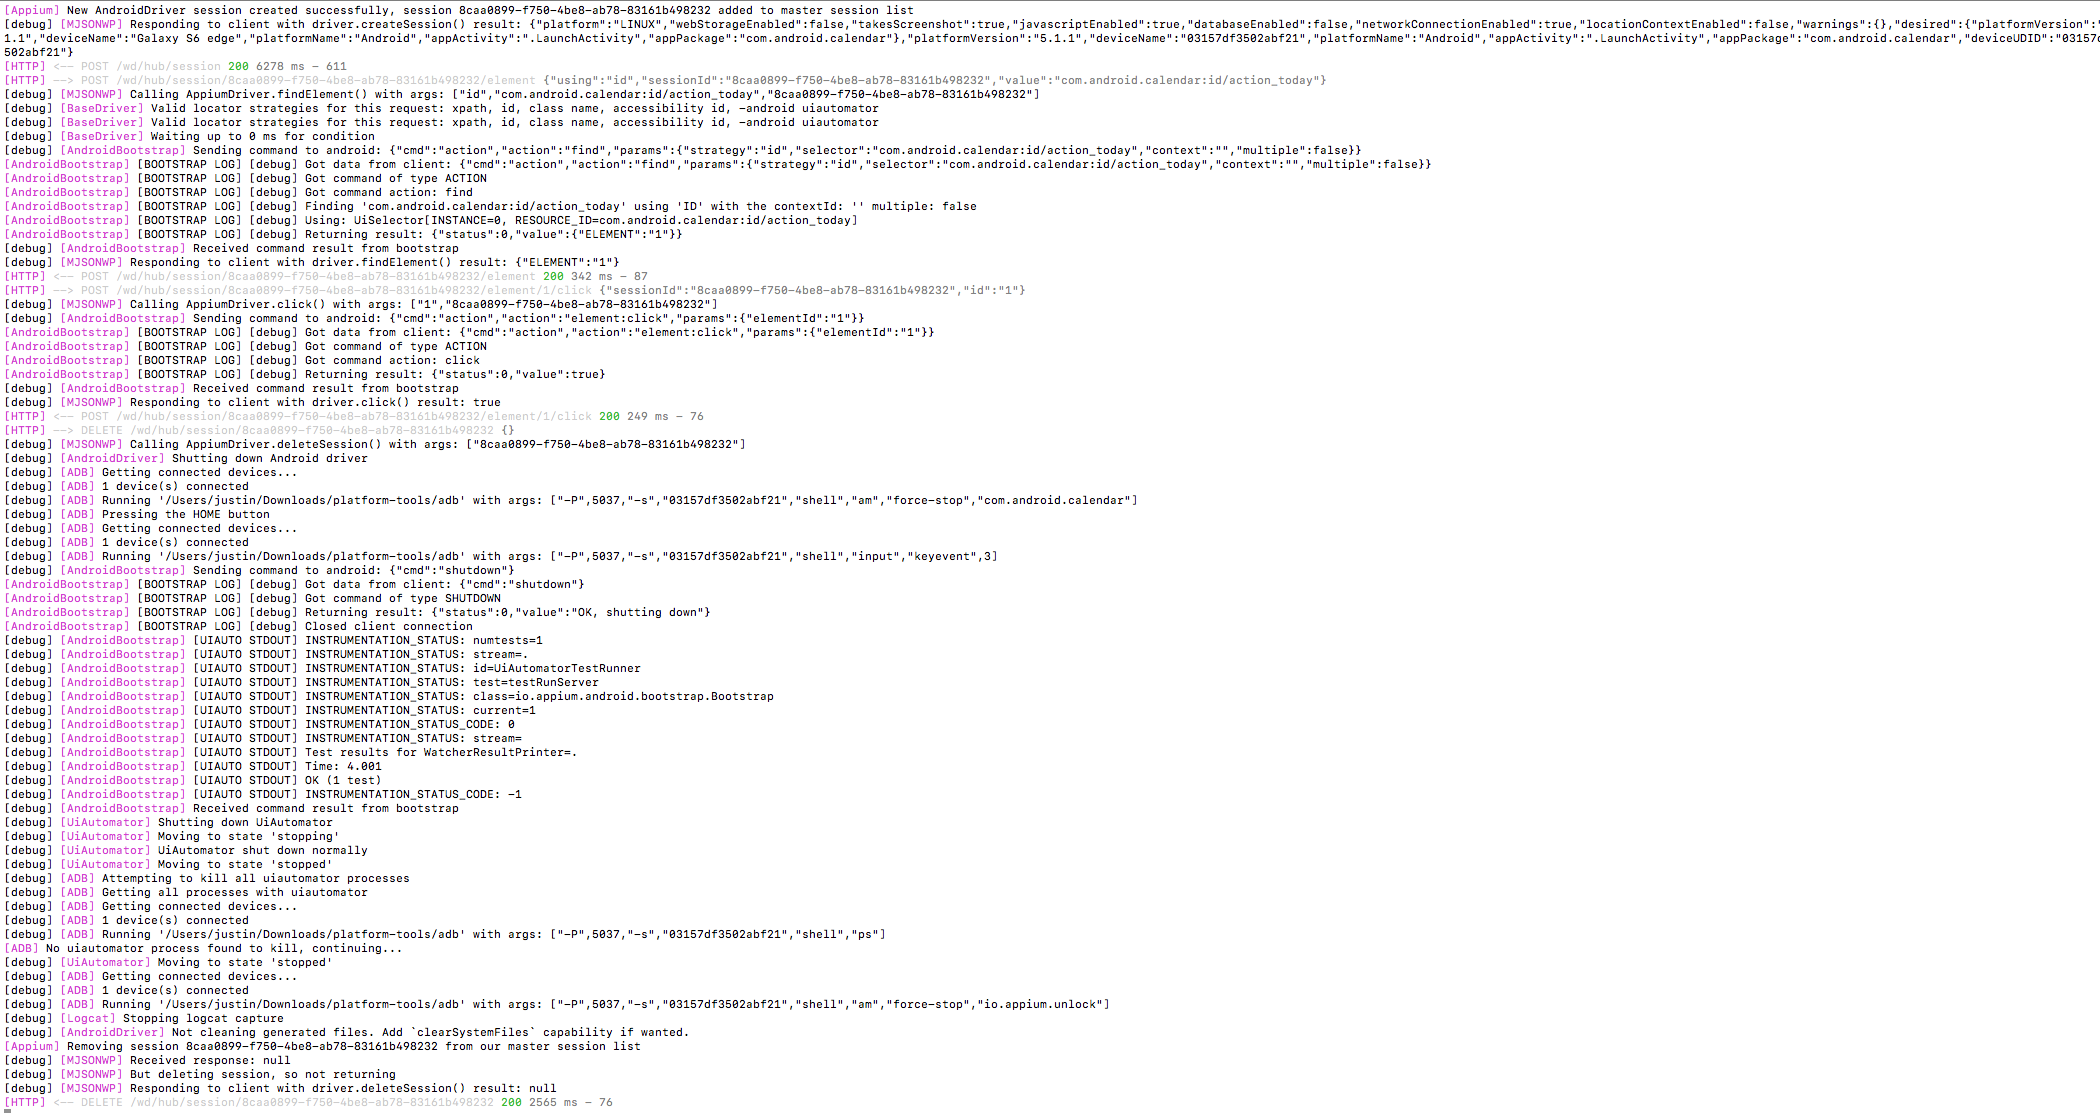 [Appium] New AndroidDriver session created successfully, session 8caa0899-f750-4be8-ab78-83161b498232 added to master session list
[debug] [MJSONWP] Responding to client with driver.createSession() result: {"platform":"LINUX","webStorageEnabled":false,"takesScreenshot":true,"javascriptEnabled":true,"databaseEnabled":false,"networkConnectionEnabled":true,"locationContextEnabled":false,"warnings":{},"desired":{"platformVersion":"
1.1","deviceName":"Galaxy S6 edge","platformName":"Android","appActivity":".LaunchActivity","appPackage":"com.android.calendar"},"platformVersion":"5.1.1","deviceName":"03157df3502abf21","platformName":"Android","appActivity":".LaunchActivity","appPackage":"com.android.calendar","deviceUDID":"03157d
502abf21"}
[HTTP] <-- POST /wd/hub/session 200 6278 ms - 611
[HTTP] --> POST /wd/hub/session/8caa0899-f750-4be8-ab78-83161b498232/element {"using":"id","sessionId":"8caa0899-f750-4be8-ab78-83161b498232","value":"com.android.calendar:id/action_today"}
[debug] [MJSONWP] Calling AppiumDriver.findElement() with args: ["id","com.android.calendar:id/action_today","8caa0899-f750-4be8-ab78-83161b498232"]
[debug] [BaseDriver] Valid locator strategies for this request: xpath, id, class name, accessibility id, -android uiautomator
[debug] [BaseDriver] Valid locator strategies for this request: xpath, id, class name, accessibility id, -android uiautomator
[debug] [BaseDriver] Waiting up to 0 ms for condition
[debug] [AndroidBootstrap] Sending command to android: {"cmd":"action","action":"find","params":{"strategy":"id","selector":"com.android.calendar:id/action_today","context":"","multiple":false}}
[AndroidBootstrap] [BOOTSTRAP LOG] [debug] Got data from client: {"cmd":"action","action":"find","params":{"strategy":"id","selector":"com.android.calendar:id/action_today","context":"","multiple":false}}
[AndroidBootstrap] [BOOTSTRAP LOG] [debug] Got command of type ACTION
[AndroidBootstrap] [BOOTSTRAP LOG] [debug] Got command action: find
[AndroidBootstrap] [BOOTSTRAP LOG] [debug] Finding 'com.android.calendar:id/action_today' using 'ID' with the contextId: '' multiple: false
[AndroidBootstrap] [BOOTSTRAP LOG] [debug] Using: UiSelector[INSTANCE=0, RESOURCE_ID=com.android.calendar:id/action_today]
[AndroidBootstrap] [BOOTSTRAP LOG] [debug] Returning result: {"status":0,"value":{"ELEMENT":"1"}}
[debug] [AndroidBootstrap] Received command result from bootstrap
[debug] [MJSONWP] Responding to client with driver.findElement() result: {"ELEMENT":"1"}
[HTTP] <-- POST /wd/hub/session/8caa0899-f750-4be8-ab78-83161b498232/element 200 342 ms - 87
[HTTP] --> POST /wd/hub/session/8caa0899-f750-4be8-ab78-83161b498232/element/1/click {"sessionId":"8caa0899-f750-4be8-ab78-83161b498232","id":"1"}
[debug] [MJSONWP] Calling AppiumDriver.click() with args: ["1","8caa0899-f750-4be8-ab78-83161b498232"]
[debug] [AndroidBootstrap] Sending command to android: {"cmd":"action","action":"element:click","params":{"elementId":"1"}}
[AndroidBootstrap] [BOOTSTRAP LOG] [debug] Got data from client: {"cmd":"action","action":"element:click","params":{"elementId":"1"}}
[AndroidBootstrap] [BOOTSTRAP LOG] [debug] Got command of type ACTION
[AndroidBootstrap] [BOOTSTRAP LOG] [debug] Got command action: click
[AndroidBootstrap] [BOOTSTRAP LOG] [debug] Returning result: {"status":0,"value":true}
[debug] [AndroidBootstrap] Received command result from bootstrap
[debug] [MJSONWP] Responding to client with driver.click() result: true
[HTTP] <-- POST /wd/hub/session/8caa0899-f750-4be8-ab78-83161b498232/element/1/click 200 249 ms - 76
[HTTP] --> DELETE /wd/hub/session/8caa0899-f750-4be8-ab78-83161b498232 {}
[debug] [MJSONWP] Calling AppiumDriver.deleteSession() with args: ["8caa0899-f750-4be8-ab78-83161b498232"]
[debug] [AndroidDriver] Shutting down Android driver
[debug] [ADB] Getting connected devices...
[debug] [ADB] 1 device(s) connected
[debug] [ADB] Running '/Users/justin/Downloads/platform-tools/adb' with args: ["-P",5037,"-s","03157df3502abf21","shell","am","force-stop","com.android.calendar"]
[debug] [ADB] Pressing the HOME button
[debug] [ADB] Getting connected devices...
[debug] [ADB] 1 device(s) connected
[debug] [ADB] Running '/Users/justin/Downloads/platform-tools/adb' with args: ["-P",5037,"-s","03157df3502abf21","shell","input","keyevent",3]
[debug] [AndroidBootstrap] Sending command to android: {"cmd":"shutdown"}
[AndroidBootstrap] [BOOTSTRAP LOG] [debug] Got data from client: {"cmd":"shutdown"}
[AndroidBootstrap] [BOOTSTRAP LOG] [debug] Got command of type SHUTDOWN
[AndroidBootstrap] [BOOTSTRAP LOG] [debug] Returning result: {"status":0,"value":"OK, shutting down"}
[AndroidBootstrap] [BOOTSTRAP LOG] [debug] Closed client connection
[debug] [AndroidBootstrap] [UIAUTO STDOUT] INSTRUMENTATION_STATUS: numtests=1
[debug] [AndroidBootstrap] [UIAUTO STDOUT] INSTRUMENTATION_STATUS: stream=.
[debug] [AndroidBootstrap] [UIAUTO STDOUT] INSTRUMENTATION_STATUS: id=UiAutomatorTestRunner
[debug] [AndroidBootstrap] [UIAUTO STDOUT] INSTRUMENTATION_STATUS: test=testRunServer
[debug] [AndroidBootstrap] [UIAUTO STDOUT] INSTRUMENTATION_STATUS: class=io.appium.android.bootstrap.Bootstrap
[debug] [AndroidBootstrap] [UIAUTO STDOUT] INSTRUMENTATION_STATUS: current=1
[debug] [AndroidBootstrap] [UIAUTO STDOUT] INSTRUMENTATION_STATUS_CODE: 0
[debug] [AndroidBootstrap] [UIAUTO STDOUT] INSTRUMENTATION_STATUS: stream=
[debug] [AndroidBootstrap] [UIAUTO STDOUT] Test results for WatcherResultPrinter=.
[debug] [AndroidBootstrap] [UIAUTO STDOUT] Time: 4.001
[debug] [AndroidBootstrap] [UIAUTO STDOUT] OK (1 test)
[debug] [AndroidBootstrap] [UIAUTO STDOUT] INSTRUMENTATION_STATUS_CODE: -1
[debug] [AndroidBootstrap] Received command result from bootstrap
[debug] [UiAutomator] Shutting down UiAutomator
[debug] [UiAutomator] Moving to state 'stopping'
[debug] [UiAutomator] UiAutomator shut down normally
[debug] [UiAutomator] Moving to state 'stopped'
[debug] [ADB] Attempting to kill all uiautomator processes
[debug] [ADB] Getting all processes with uiautomator
[debug] [ADB] Getting connected devices...
[debug] [ADB] 1 device(s) connected
[debug] [ADB] Running '/Users/justin/Downloads/platform-tools/adb' with args: ["-P",5037,"-s","03157df3502abf21","shell","ps"]
[ADB] No uiautomator process found to kill, continuing...
[debug] [UiAutomator] Moving to state 'stopped'
[debug] [ADB] Getting connected devices...
[debug] [ADB] 1 device(s) connected
[debug] [ADB] Running '/Users/justin/Downloads/platform-tools/adb' with args: ["-P",5037,"-s","03157df3502abf21","shell","am","force-stop","io.appium.unlock"]
[debug] [Logcat] Stopping logcat capture
[debug] [AndroidDriver] Not cleaning generated files. Add `clearSystemFiles` capability if wanted.
[Appium] Removing session 8caa0899-f750-4be8-ab78-83161b498232 from our master session list
[debug] [MJSONWP] Received response: null
[debug] [MJSONWP] But deleting session, so not returning
[debug] [MJSONWP] Responding to client with driver.deleteSession() result: null
[HTTP] <-- DELETE /wd/hub/session/8caa0899-f750-4be8-ab78-83161b498232 200 2565 ms - 76